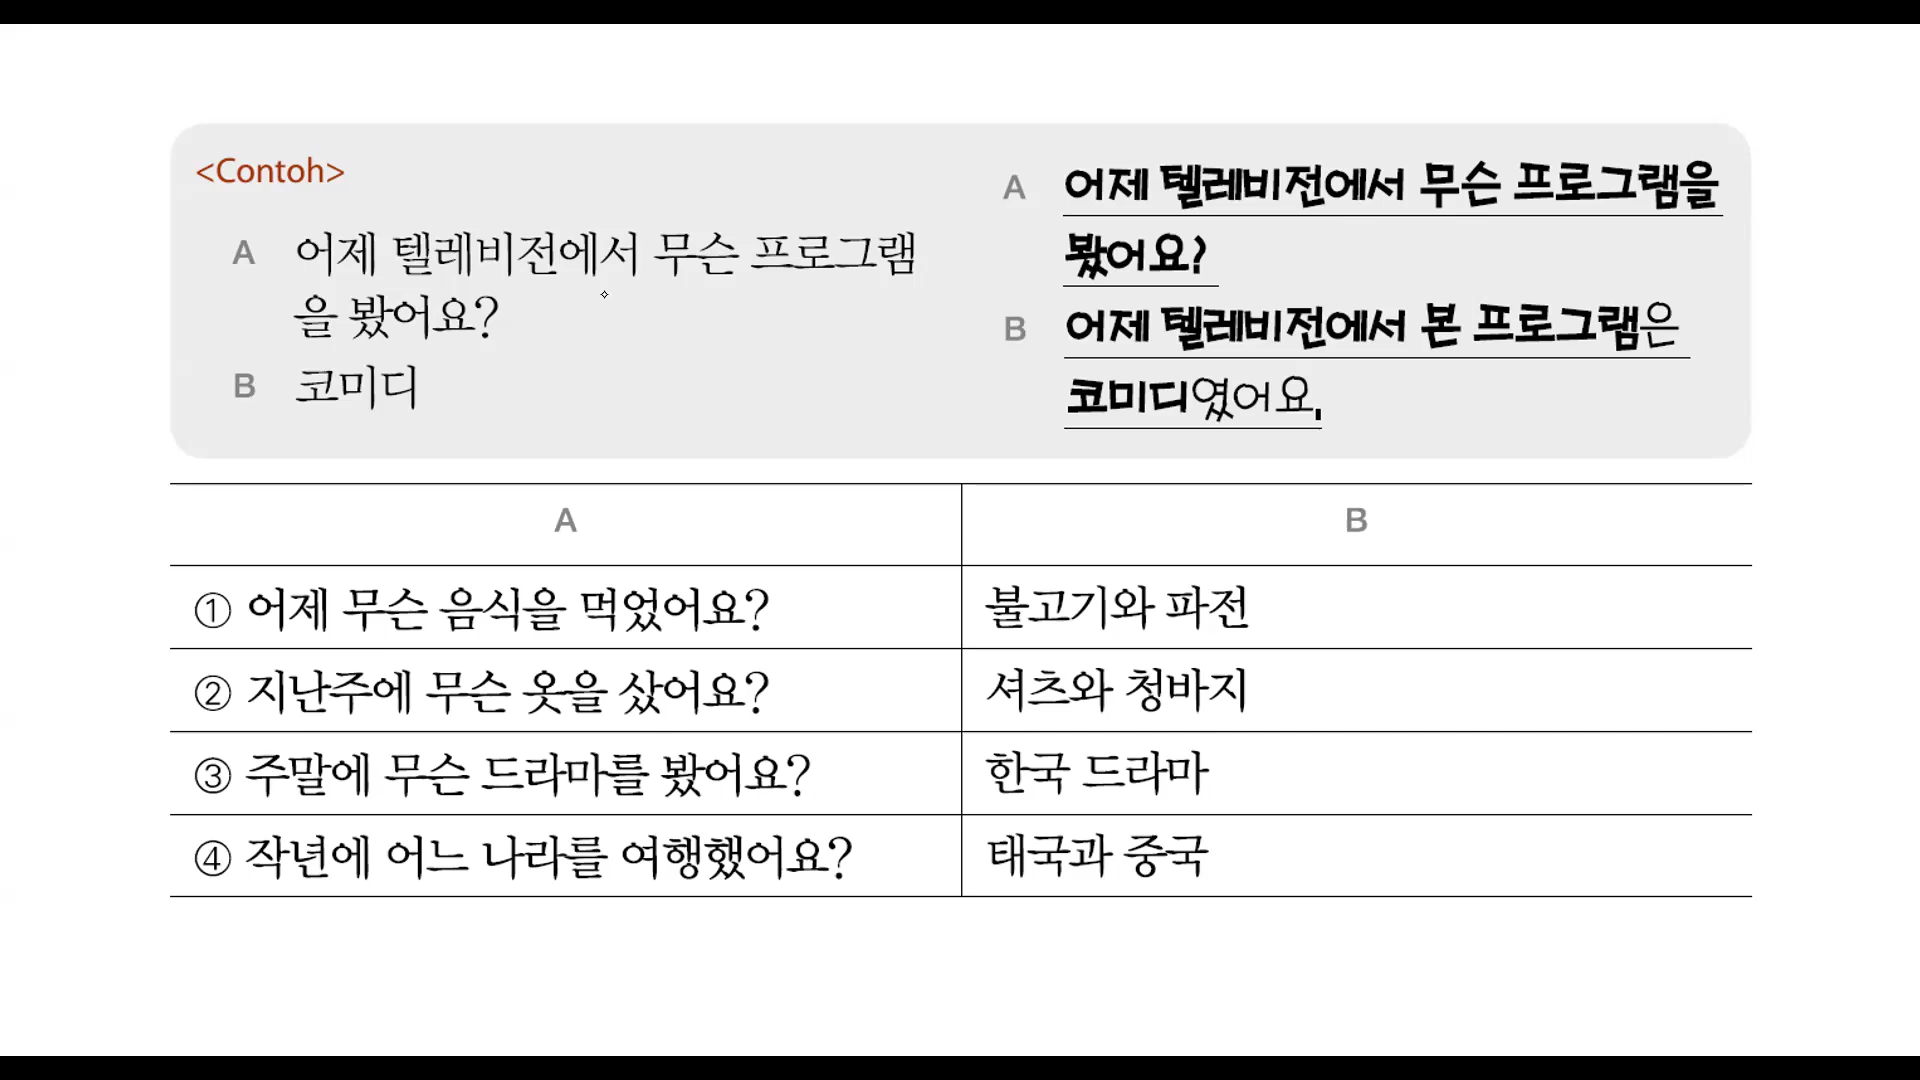 <Contoh>
A 어제 텔레비전에서 무슨 프로그램
을 봤어요?
B 코미디
A 어제 텔레비전에서 무슨 프로그램을
봤어요?
B 어제 텔레비전에서 본 프로그램은
코미디였어요.
A B
① 어제 무슨 음식을 먹었어요? 불고기와 파전
② 지난주에 무슨 옷을 샀어요? 셔츠와 청바지
③ 주말에 무슨 드라마를 봤어요? 한국 드라마
④ 작년에 어느 나라를 여행했어요? 태국과 중국